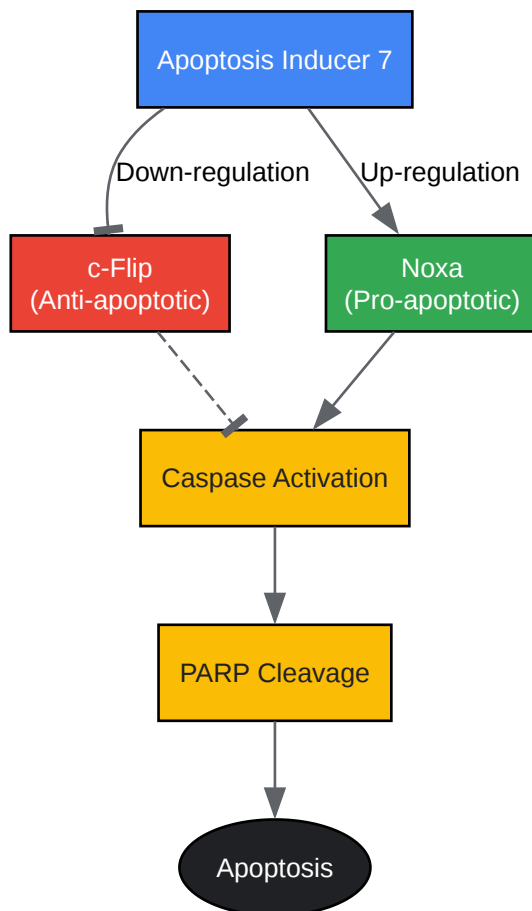 Apoptosis Inducer 7
Down-regulation
Up-regulation
c-Flip
(Anti-apoptotic)
Noxa
(Pro-apoptotic)
Caspase Activation
PARP Cleavage
Apoptosis